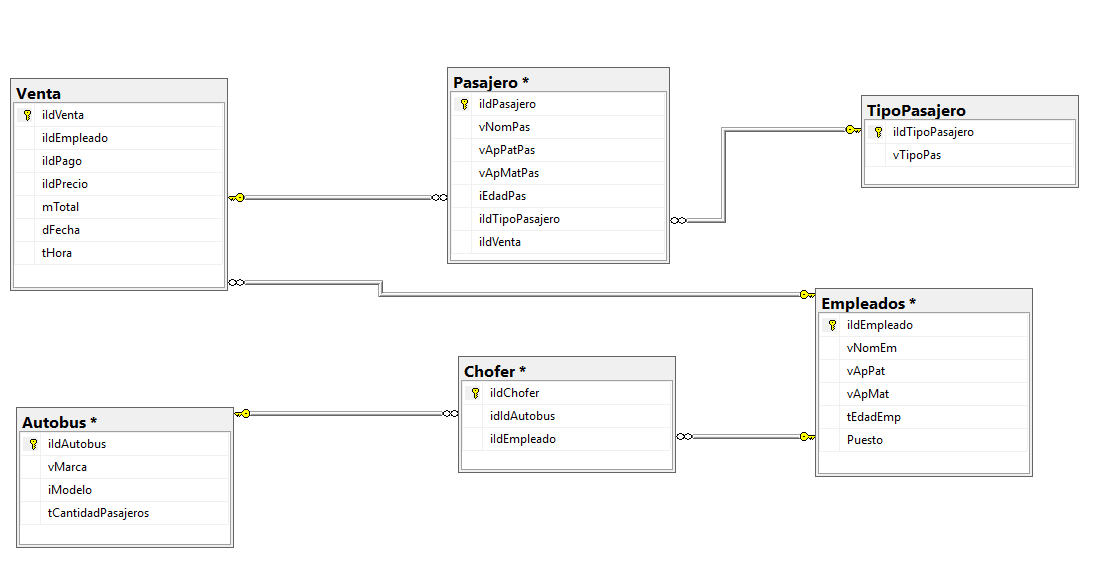 Venta
iIdVenta
iIdEmpleado
iIdPago
iIdPrecio
mTotal
dFecha
tHora
Pasajero *
iIdPasajero
vNomPas
vApPatPas
vApMatPas
iEdadPas
iIdTipoPasajero
iIdVenta
TipoPasajero
iIdTipoPasajero
vTipoPas
Empleados *
iIdEmpleado
vNomEm
vApPat
vApMat
tEdadEmp
Puesto
Chofer *
iIdChofer
idIdAutobus
iIdEmpleado
Autobus *
iIdAutobus
vMarca
iModelo
tCantidadPasajeros